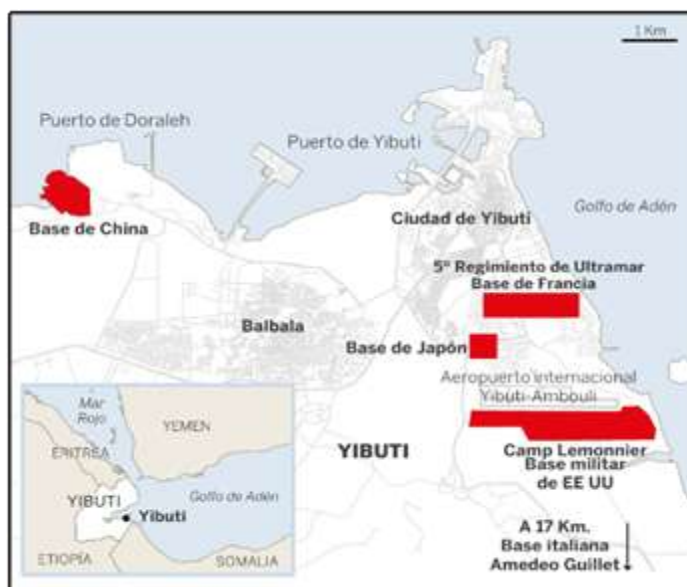 1 Km
Puerto de Doraleh
Puerto de Yibuti
Base de China
Ciudad de Yibuti
Golfo de Adén
5º Regimiento de Ultramar
Base de Francia
Balbala
Base de Japón
Aeropuerto internacional
Yibuti-Ambouli
Camp Lemonnier
Base militar
de EE UU
YIBUTI
A 17 Km.
Base italiana
Amedeo Guillet
Mar
Rojo
YEMEN
ERITREA
YIBUTI
Golfo de Adén
Yibuti
ETIOPÍA
SOMALIA